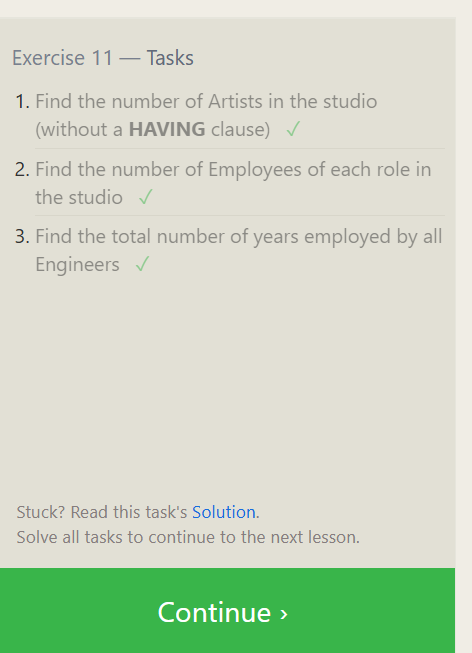 Exercise 11 — Tasks
1. Find the number of Artists in the studio
(without a HAVING clause) ✓
2. Find the number of Employees of each role in
the studio ✓
3. Find the total number of years employed by all
Engineers ✓
Stuck? Read this task's Solution.
Solve all tasks to continue to the next lesson.
Continue ›